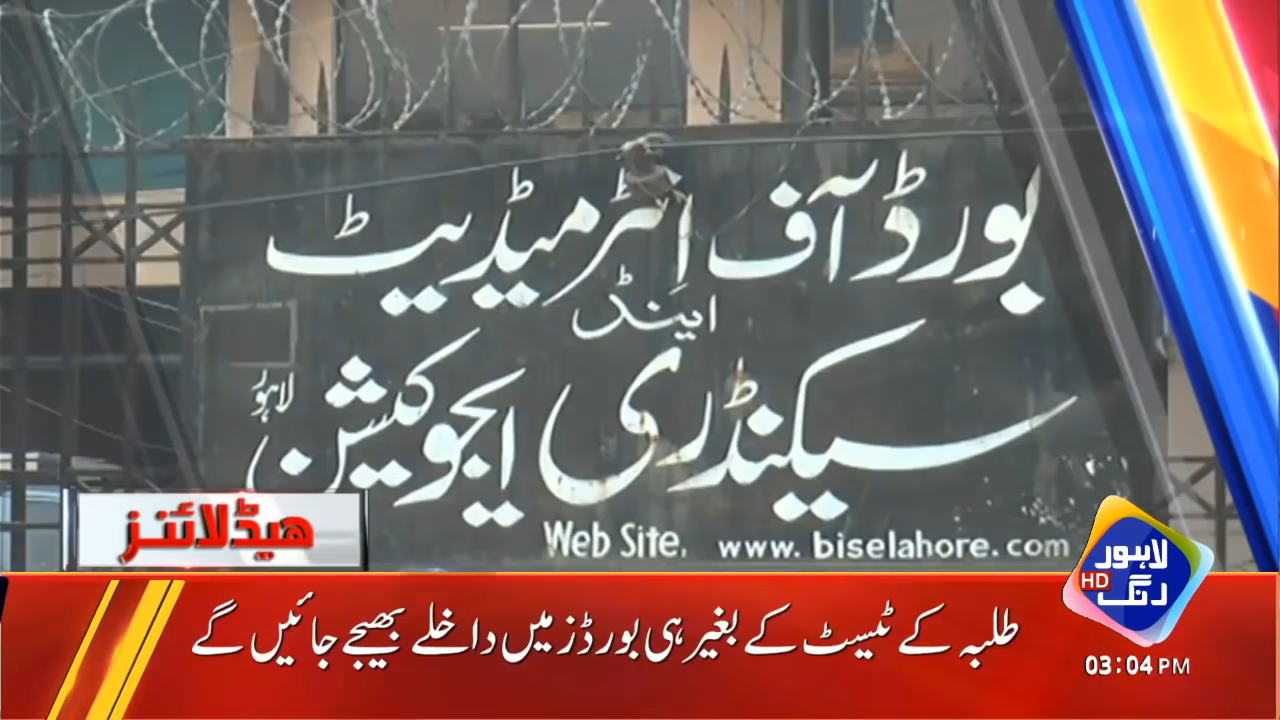 بورڈ آف انٹرمیڈیٹ
اینڈ
سیکنڈری ایجوکیشن لاہور
Web Site. www.biselahore.com
ھیڈلائنز
لاہور
HD رنگ
طلبہ کے ٹیسٹ کے بغیر ہی بورڈز میں داخلے بھیجے جائیں گے
03:04 PM